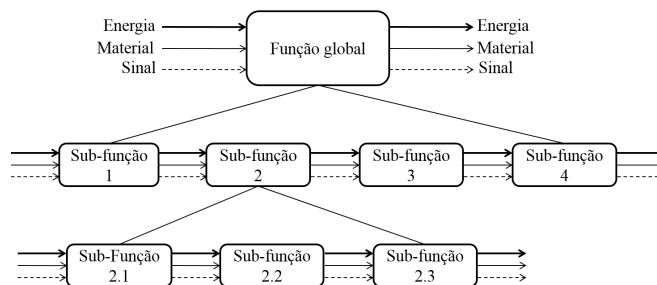 Energia Energia
Material Função global Material
Sinal Sinal
Sub-função Sub-função Sub-função Sub-função
1 2 3 4
Sub-Função Sub-função Sub-função
2.1 2.2 2.3